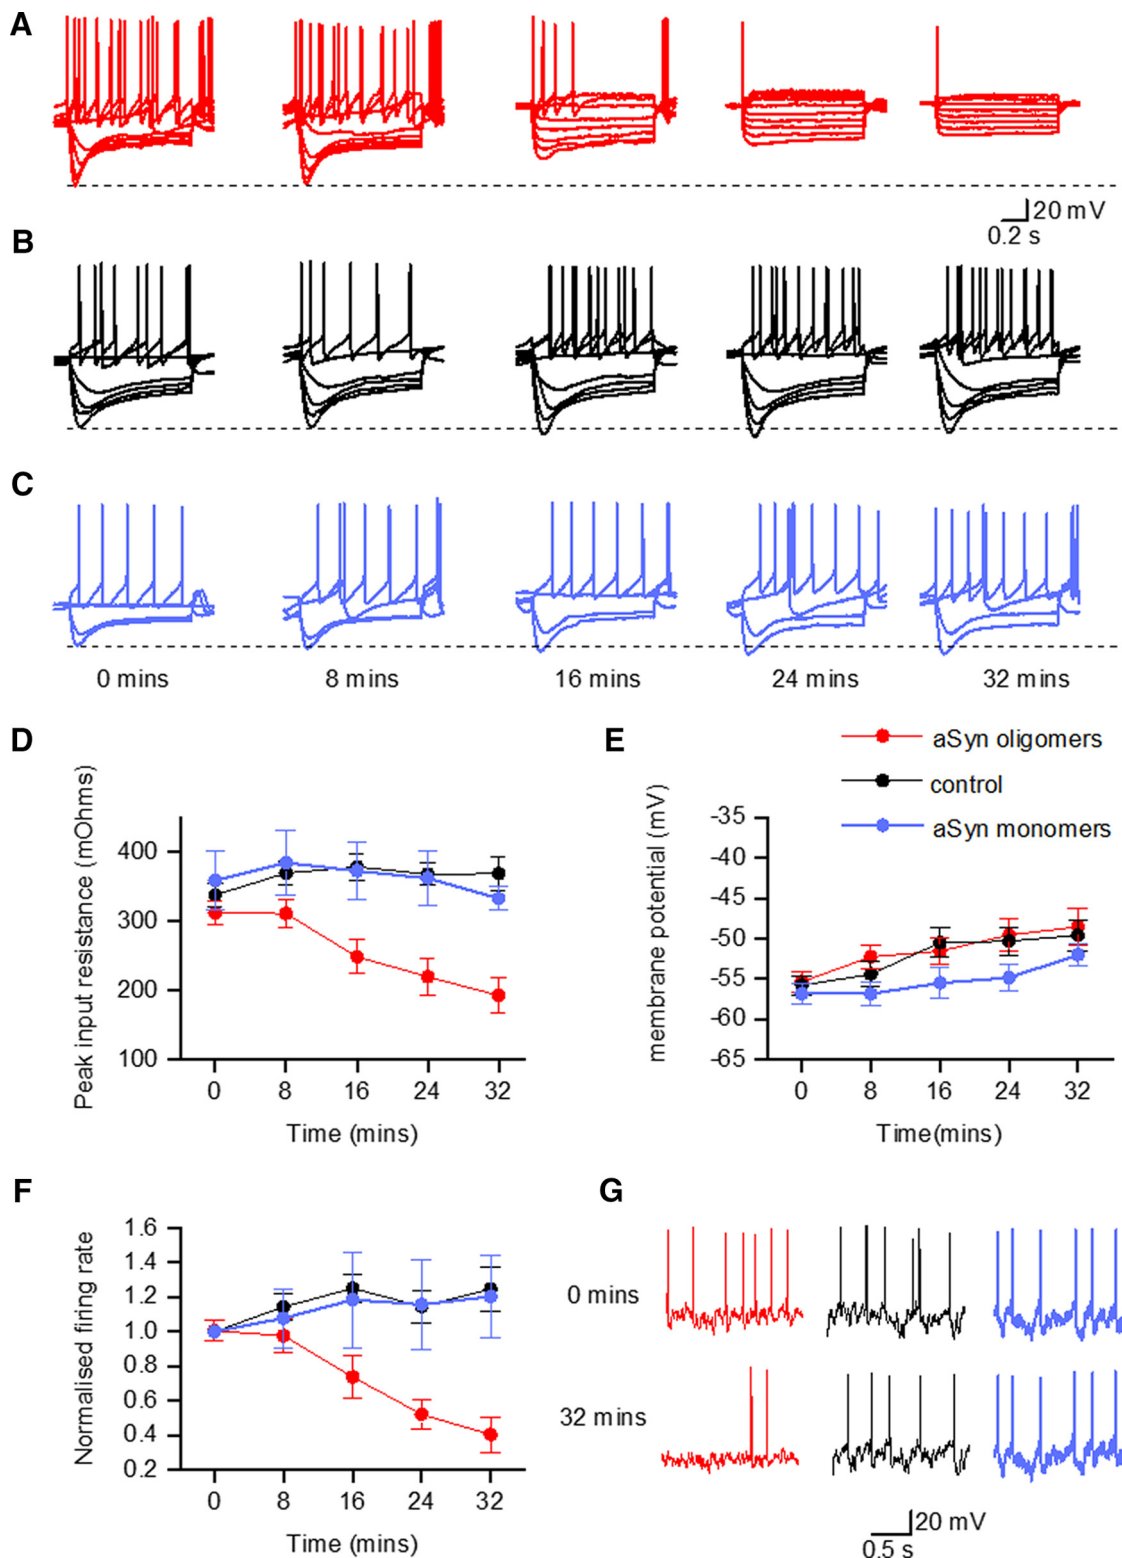 A
20 mV
0.2 s
B
C
0 mins
8 mins
16 mins
24 mins
32 mins
D
Peak input resistance (mOhms)
400
300
200
100
0
8
16
24
32
Time (mins)
E
aSyn oligomers
control
aSyn monomers
membrane potential (mV)
-35
-40
-45
-50
-55
-60
-65
0
8
16
24
32
Time(mins)
F
Normalised firing rate
1.6
1.4
1.2
1.0
0.8
0.6
0.4
0.2
0
8
16
24
32
Time (mins)
G
0 mins
32 mins
20 mV
0.5 s